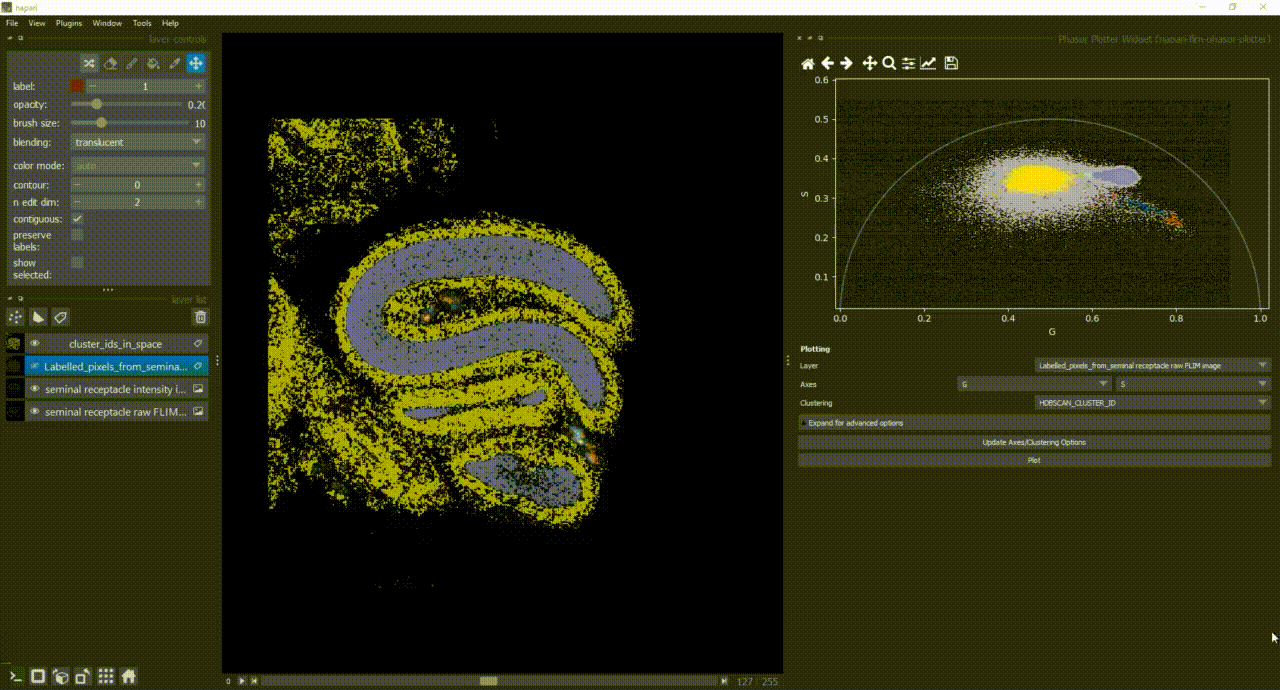 napari
File View Plugins Window Tools Help
layer controls
label: 1
opacity: 0.20
brush size: 10
blending: translucent
color mode: auto
contour: 0
n edit dim: 2
contiguous:
preserve labels:
show selected:
layer list
cluster_ids_in_space
Labelled_pixels_from_semina...
seminal receptacle intensity i...
seminal receptacle raw FLIM...
0 127 255
Phasor Plotter Widget (napari-flim-phasor-plotter)
0.6
0.5
0.4
S
0.3
0.2
0.1
0.0 0.2 0.4 0.6 0.8 1.0
G
Plotting
Layer Labelled_pixels_from_seminal receptacle raw FLIM image
Axes G S
Clustering HDBSCAN_CLUSTER_ID
Expand for advanced options
Update Axes/Clustering Options
Plot